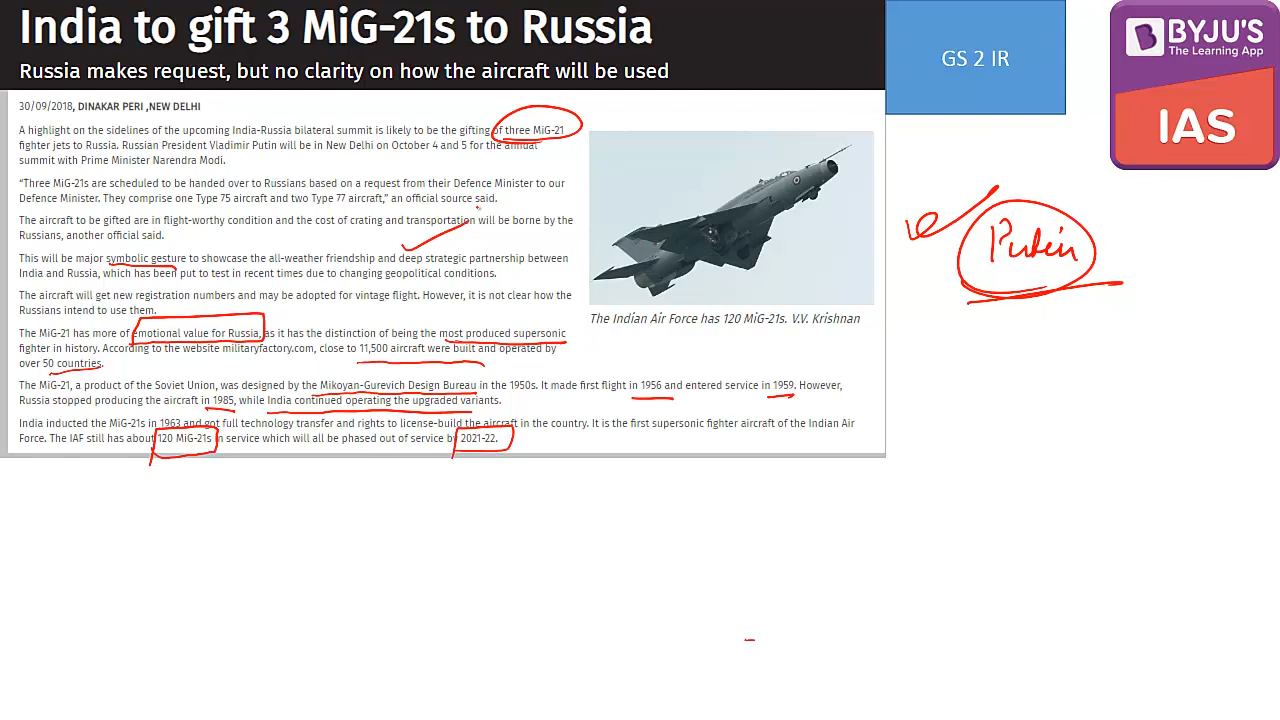 India to gift 3 MiG-21s to Russia
Russia makes request, but no clarity on how the aircraft will be used
30/09/2018, DINAKAR PERI ,NEW DELHI
A highlight on the sidelines of the upcoming India-Russia bilateral summit is likely to be the gifting of three MiG-21
fighter jets to Russia. Russian President Vladimir Putin will be in New Delhi on October 4 and 5 for the annual
summit with Prime Minister Narendra Modi.
“Three MiG-21s are scheduled to be handed over to Russians based on a request from their Defence Minister to our
Defence Minister. They comprise one Type 75 aircraft and two Type 77 aircraft,” an official source said.
The aircraft to be gifted are in flight-worthy condition and the cost of crating and transportation will be borne by the
Russians, another official said.
This will be major symbolic gesture to showcase the all-weather friendship and deep strategic partnership between
India and Russia, which has been put to test in recent times due to changing geopolitical conditions.
The aircraft will get new registration numbers and may be adopted for vintage flight. However, it is not clear how the
Russians intend to use them.
The MiG-21 has more of emotional value for Russia, as it has the distinction of being the most produced supersonic
fighter in history. According to the website militaryfactory.com, close to 11,500 aircraft were built and operated by
over 50 countries.
The MiG-21, a product of the Soviet Union, was designed by the Mikoyan-Gurevich Design Bureau in the 1950s. It made first flight in 1956 and entered service in 1959. However,
Russia stopped producing the aircraft in 1985, while India continued operating the upgraded variants.
India inducted the MiG-21s in 1963 and got full technology transfer and rights to license-build the aircraft in the country. It is the first supersonic fighter aircraft of the Indian Air
Force. The IAF still has about 120 MiG-21s in service which will all be phased out of service by 2021-22.
The Indian Air Force has 120 MiG-21s. V.V. Krishnan
GS 2 IR
BYJU'S
The Learning App
IAS
Putin